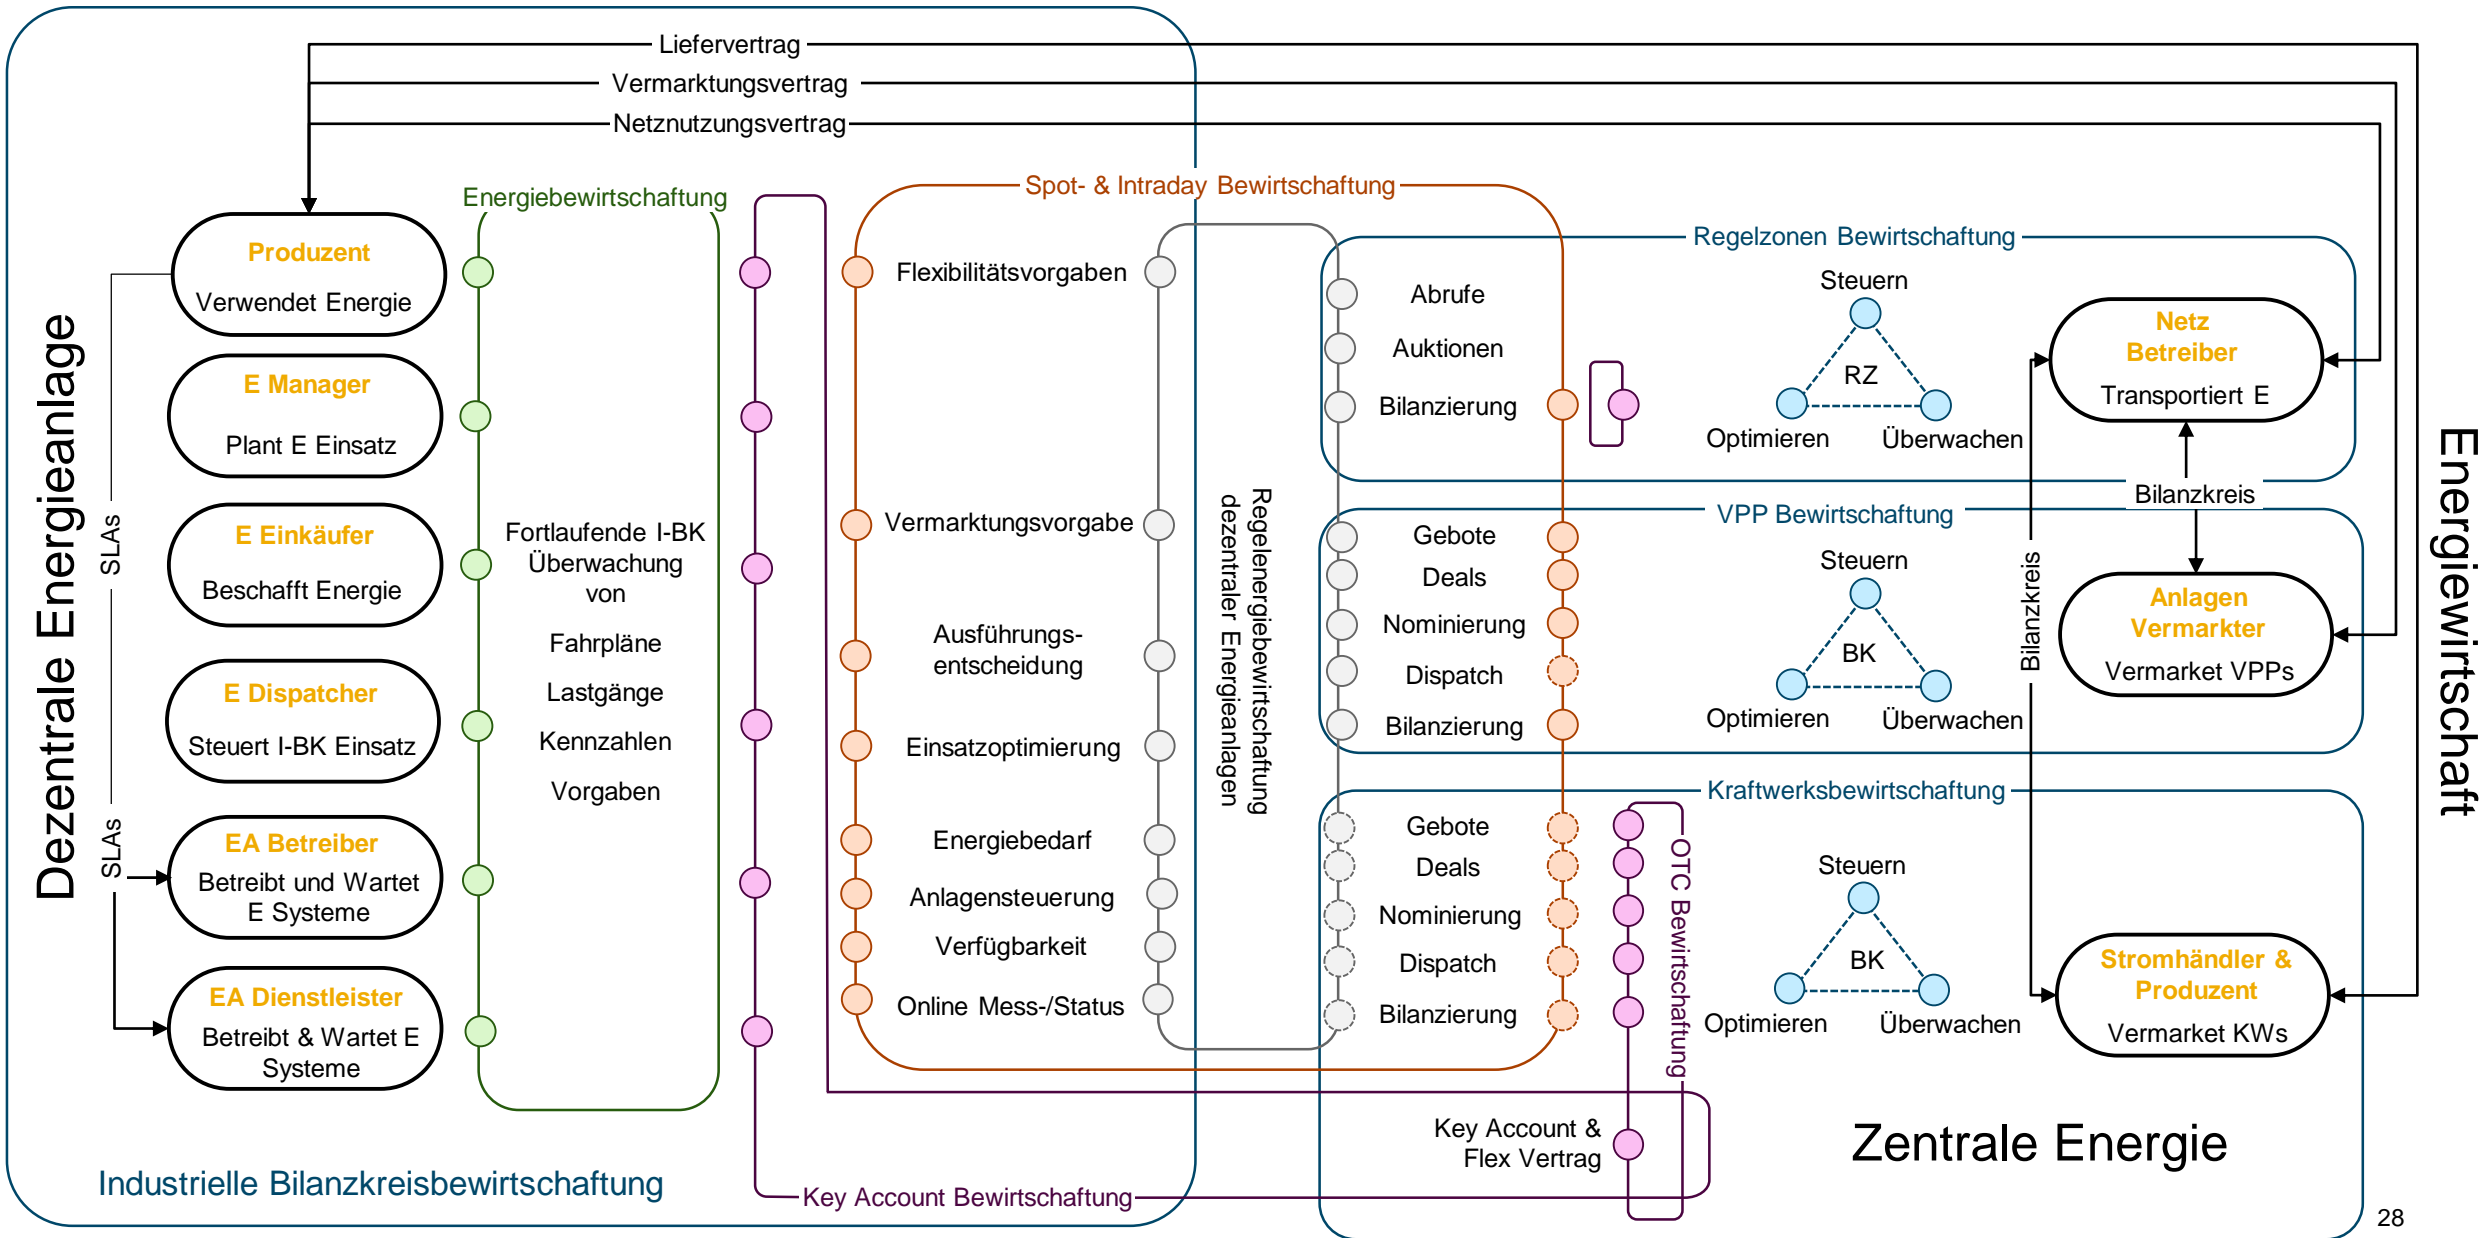 Liefervertrag
Vermarktungsvertrag
Netznutzungsvertrag
Dezentrale Energieanlage
SLAs
SLAs
Produzent
Verwendet Energie
E Manager
Plant E Einsatz
E Einkäufer
Beschafft Energie
E Dispatcher
Steuert I-BK Einsatz
EA Betreiber
Betreibt und Wartet
E Systeme
EA Dienstleister
Betreibt & Wartet E
Systeme
Energiebewirtschaftung
Fortlaufende I-BK
Überwachung
von
Fahrpläne
Lastgänge
Kennzahlen
Vorgaben
Spot- & Intraday Bewirtschaftung
Flexibilitätsvorgaben
Vermarktungsvorgabe
Ausführungs-
entscheidung
Einsatzoptimierung
Energiebedarf
Anlagensteuerung
Verfügbarkeit
Online Mess-/Status
Regelenergiebewirtschaftung
dezentraler Energieanlagen
Regelzonen Bewirtschaftung
Abrufe
Auktionen
Bilanzierung
Steuern
RZ
Optimieren
Überwachen
Netz
Betreiber
Transportiert E
Bilanzkreis
Bilanzkreis
VPP Bewirtschaftung
Gebote
Deals
Nominierung
Dispatch
Bilanzierung
Steuern
BK
Optimieren
Überwachen
Anlagen
Vermarkter
Vermarket VPPs
Kraftwerksbewirtschaftung
Gebote
Deals
Nominierung
Dispatch
Bilanzierung
OTC Bewirtschaftung
Steuern
BK
Optimieren
Überwachen
Stromhändler &
Produzent
Vermarket KWs
Energiewirtschaft
Key Account &
Flex Vertrag
Zentrale Energie
Industrielle Bilanzkreisbewirtschaftung
Key Account Bewirtschaftung
28